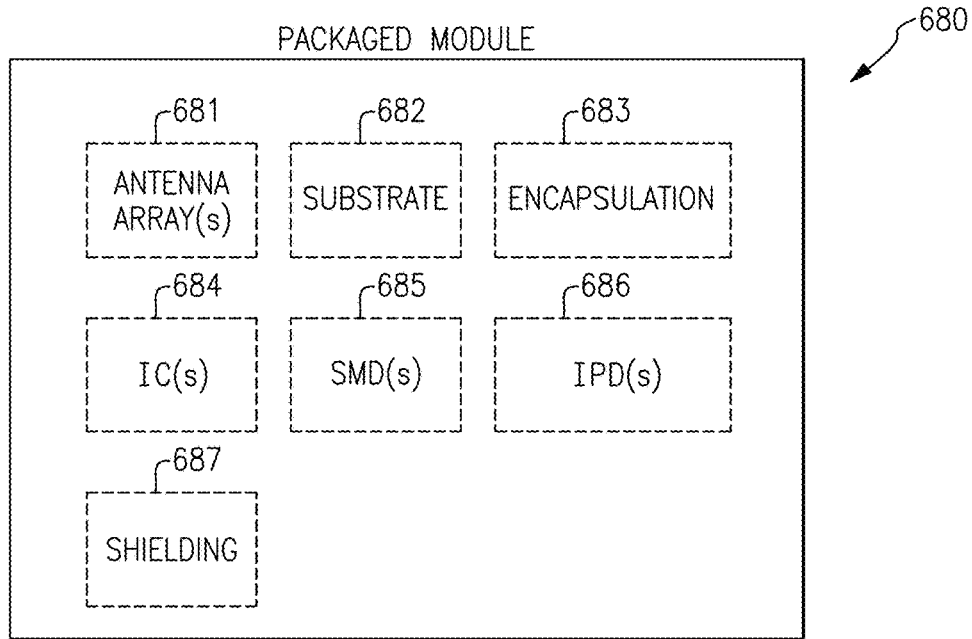 680
PACKAGED MODULE
681
682
683
ANTENNA
ARRAY(s)
SUBSTRATE
ENCAPSULATION
684
685
686
IC(s)
SMD(s)
IPD(s)
687
SHIELDING